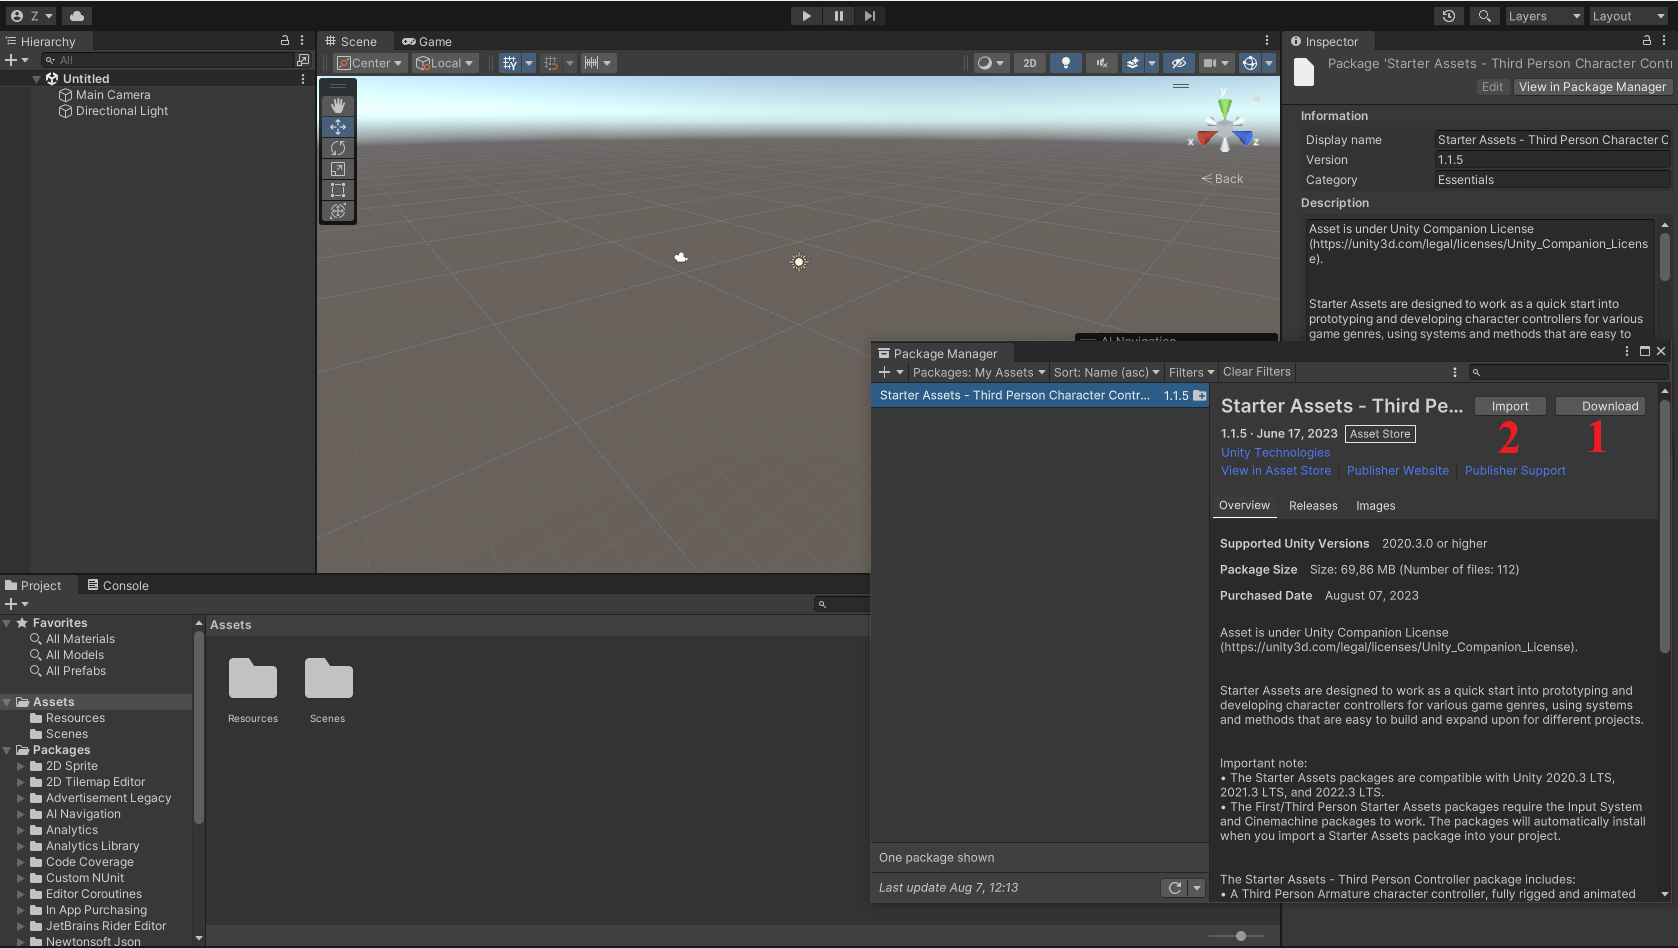 Z
Layers
Layout
Hierarchy
All
Untitled
Main Camera
Directional Light
Scene
Game
Center
Local
2D
y
x
z
Back
AI Navigation
Inspector
Package 'Starter Assets - Third Person Character Contr
Edit
View in Package Manager
Information
Display name
Starter Assets - Third Person Character C
Version
1.1.5
Category
Essentials
Description
Asset is under Unity Companion License
(https://unity3d.com/legal/licenses/Unity_Companion_Licens
e).
Starter Assets are designed to work as a quick start into
prototyping and developing character controllers for various
game genres, using systems and methods that are easy to
Package Manager
Packages: My Assets
Sort: Name (asc)
Filters
Clear Filters
Starter Assets - Third Person Character Contr... 1.1.5
Starter Assets - Third Pe...
Import
Download
2
1
1.1.5 · June 17, 2023
Asset Store
Unity Technologies
View in Asset Store
Publisher Website
Publisher Support
Overview
Releases
Images
Supported Unity Versions 2020.3.0 or higher
Package Size Size: 69,86 MB (Number of files: 112)
Purchased Date August 07, 2023
Asset is under Unity Companion License
(https://unity3d.com/legal/licenses/Unity_Companion_License).
Starter Assets are designed to work as a quick start into prototyping and
developing character controllers for various game genres, using systems
and methods that are easy to build and expand upon for different projects.
Important note:
• The Starter Assets packages are compatible with Unity 2020.3 LTS,
2021.3 LTS, and 2022.3 LTS.
• The First/Third Person Starter Assets packages require the Input System
and Cinemachine packages to work. The packages will automatically install
when you import a Starter Assets package into your project.
The Starter Assets - Third Person Controller package includes:
• A Third Person Armature character controller, fully rigged and animated
One package shown
Last update Aug 7, 12:13
Project
Console
Favorites
All Materials
All Models
All Prefabs
Assets
Resources
Scenes
Packages
2D Sprite
2D Tilemap Editor
Advertisement Legacy
AI Navigation
Analytics
Analytics Library
Code Coverage
Custom NUnit
Editor Coroutines
In App Purchasing
JetBrains Rider Editor
Newtonsoft Json
Assets
Resources
Scenes